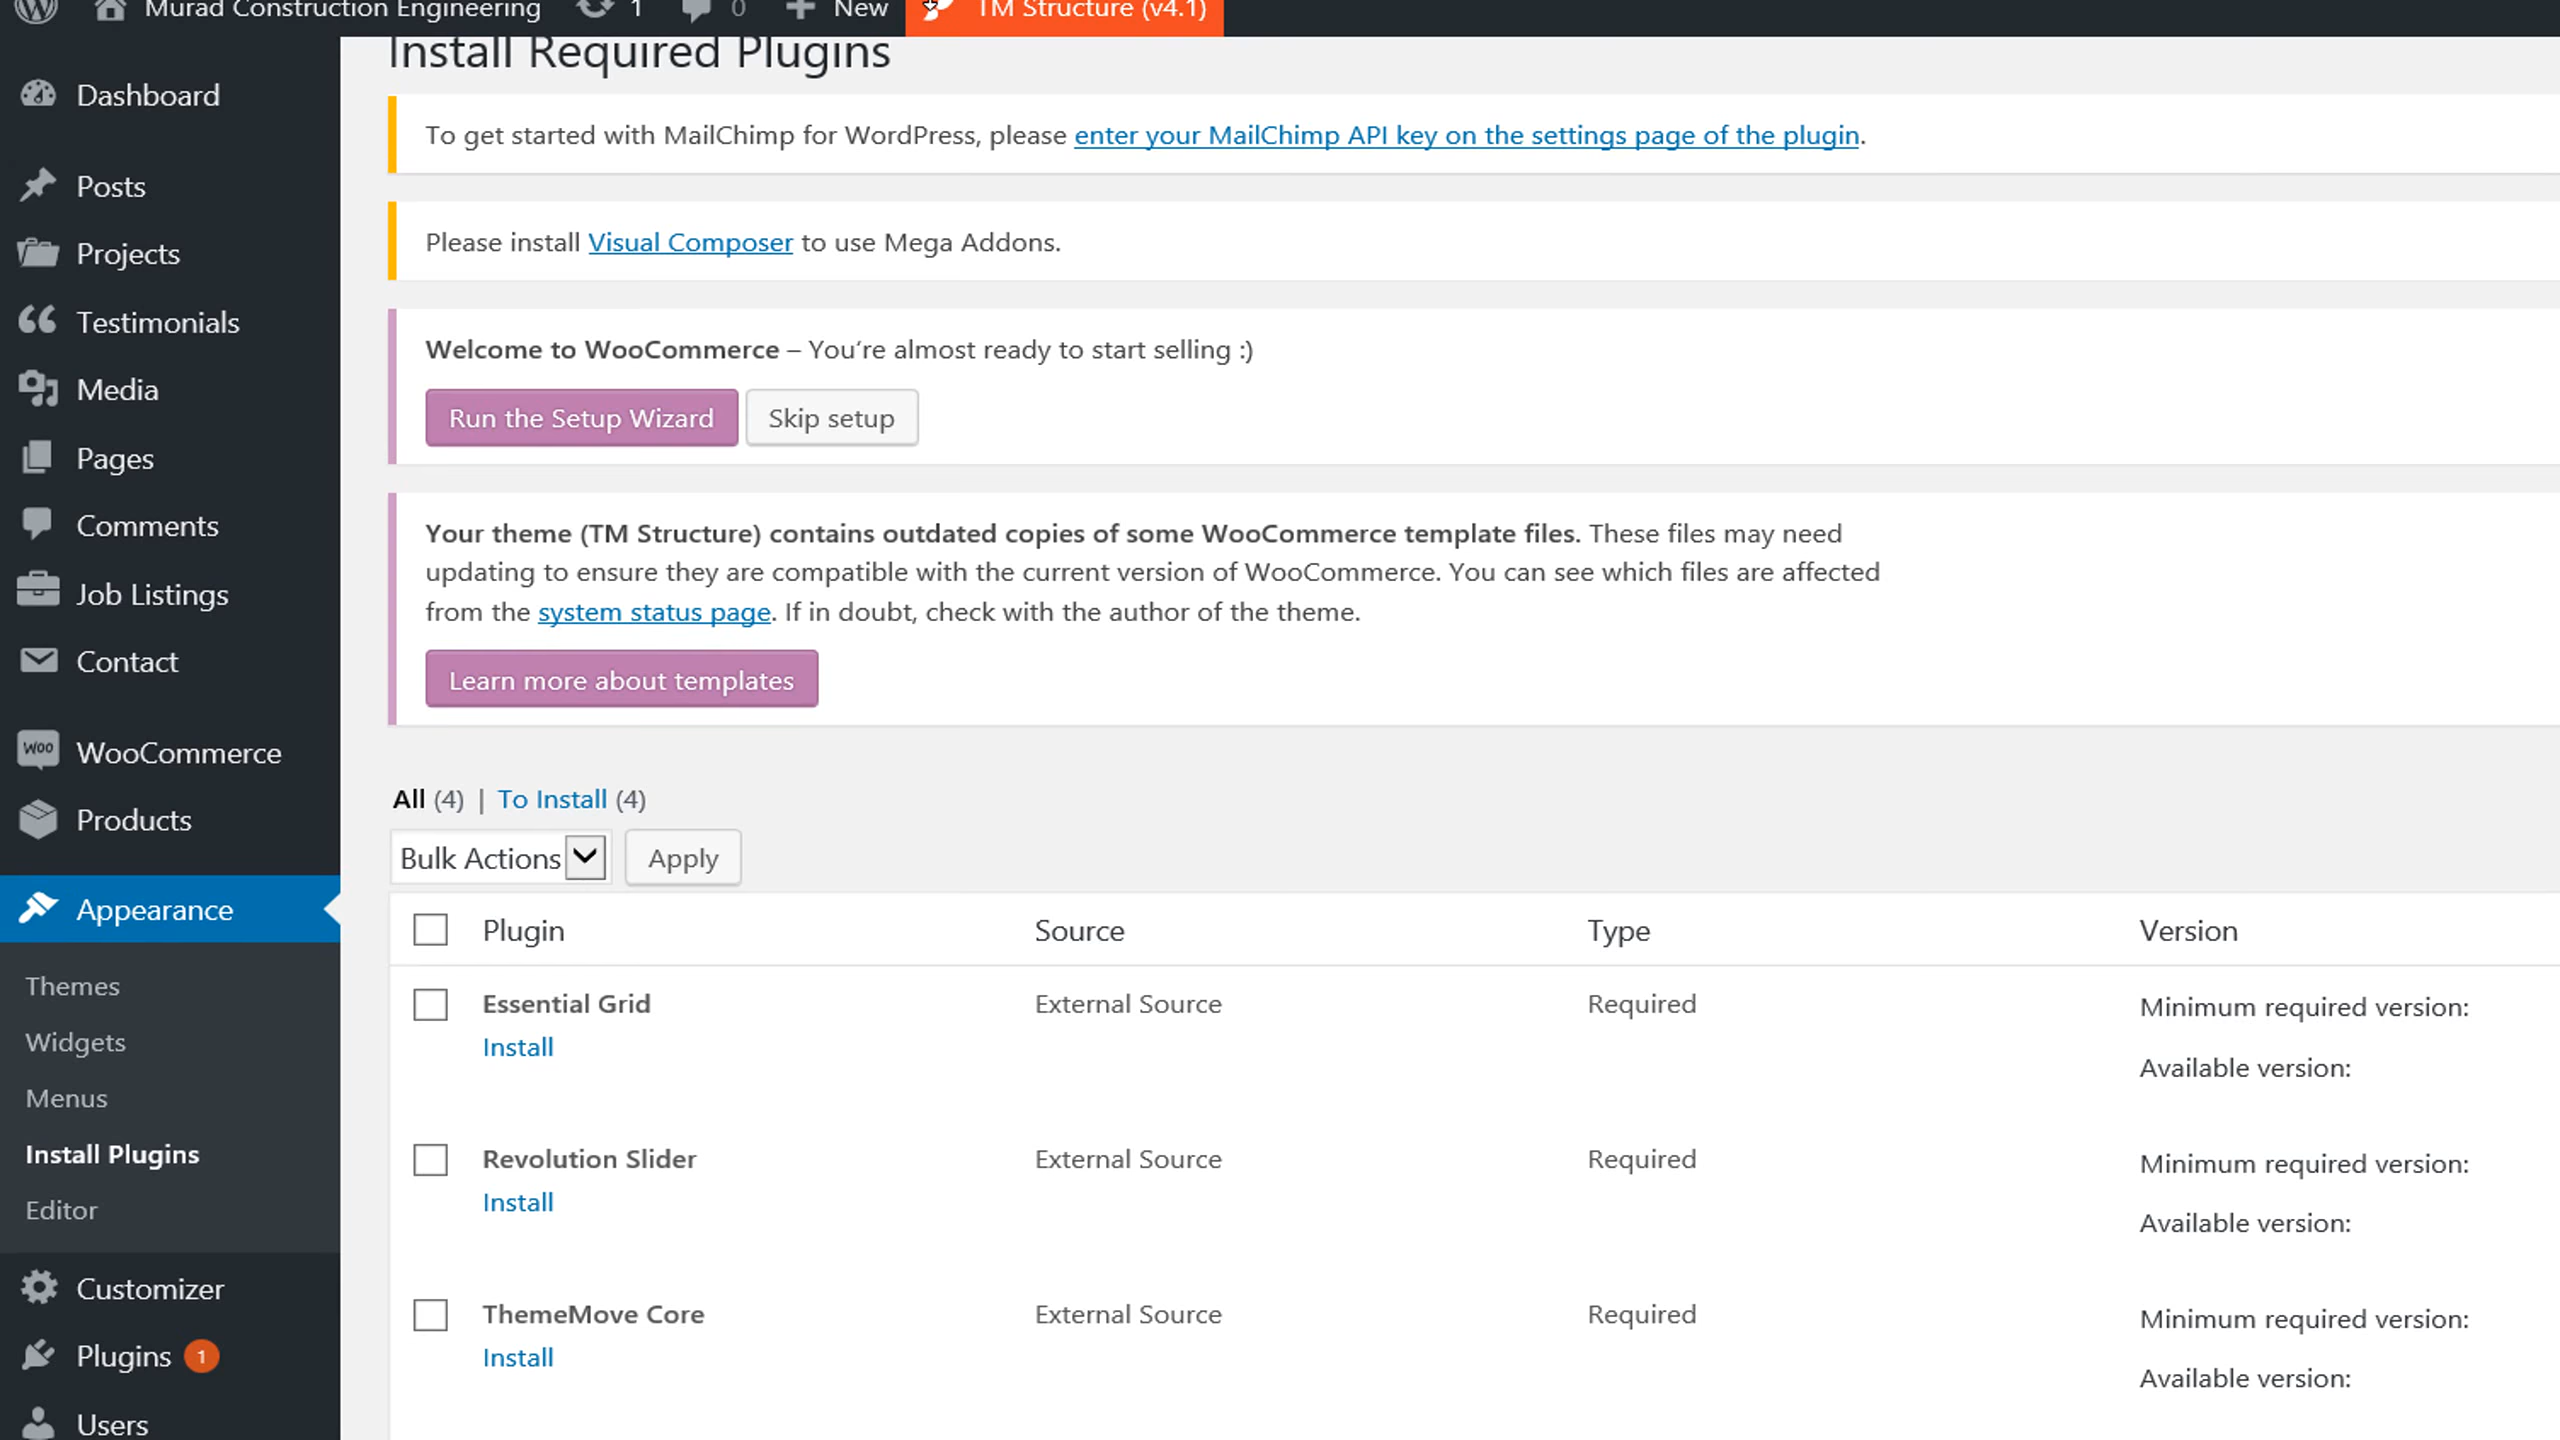 Murad Construction Engineering 1 0 New TM Structure (v4.1)
Dashboard
Posts
Projects
Testimonials
Media
Pages
Comments
Job Listings
Contact
Woo WooCommerce
Products
Appearance
Themes
Widgets
Menus
Install Plugins
Editor
Customizer
Plugins 1
Users
Install Required Plugins
To get started with MailChimp for WordPress, please enter your MailChimp API key on the settings page of the plugin.
Please install Visual Composer to use Mega Addons.
Welcome to WooCommerce – You're almost ready to start selling :)
Run the Setup Wizard Skip setup
Your theme (TM Structure) contains outdated copies of some WooCommerce template files. These files may need
updating to ensure they are compatible with the current version of WooCommerce. You can see which files are affected
from the system status page. If in doubt, check with the author of the theme.
Learn more about templates
All (4) | To Install (4)
Bulk Actions Apply
Plugin Source Type Version
Essential Grid External Source Required Minimum required version:
Install
Available version:
Revolution Slider External Source Required Minimum required version:
Install
Available version:
ThemeMove Core External Source Required Minimum required version:
Install
Available version: